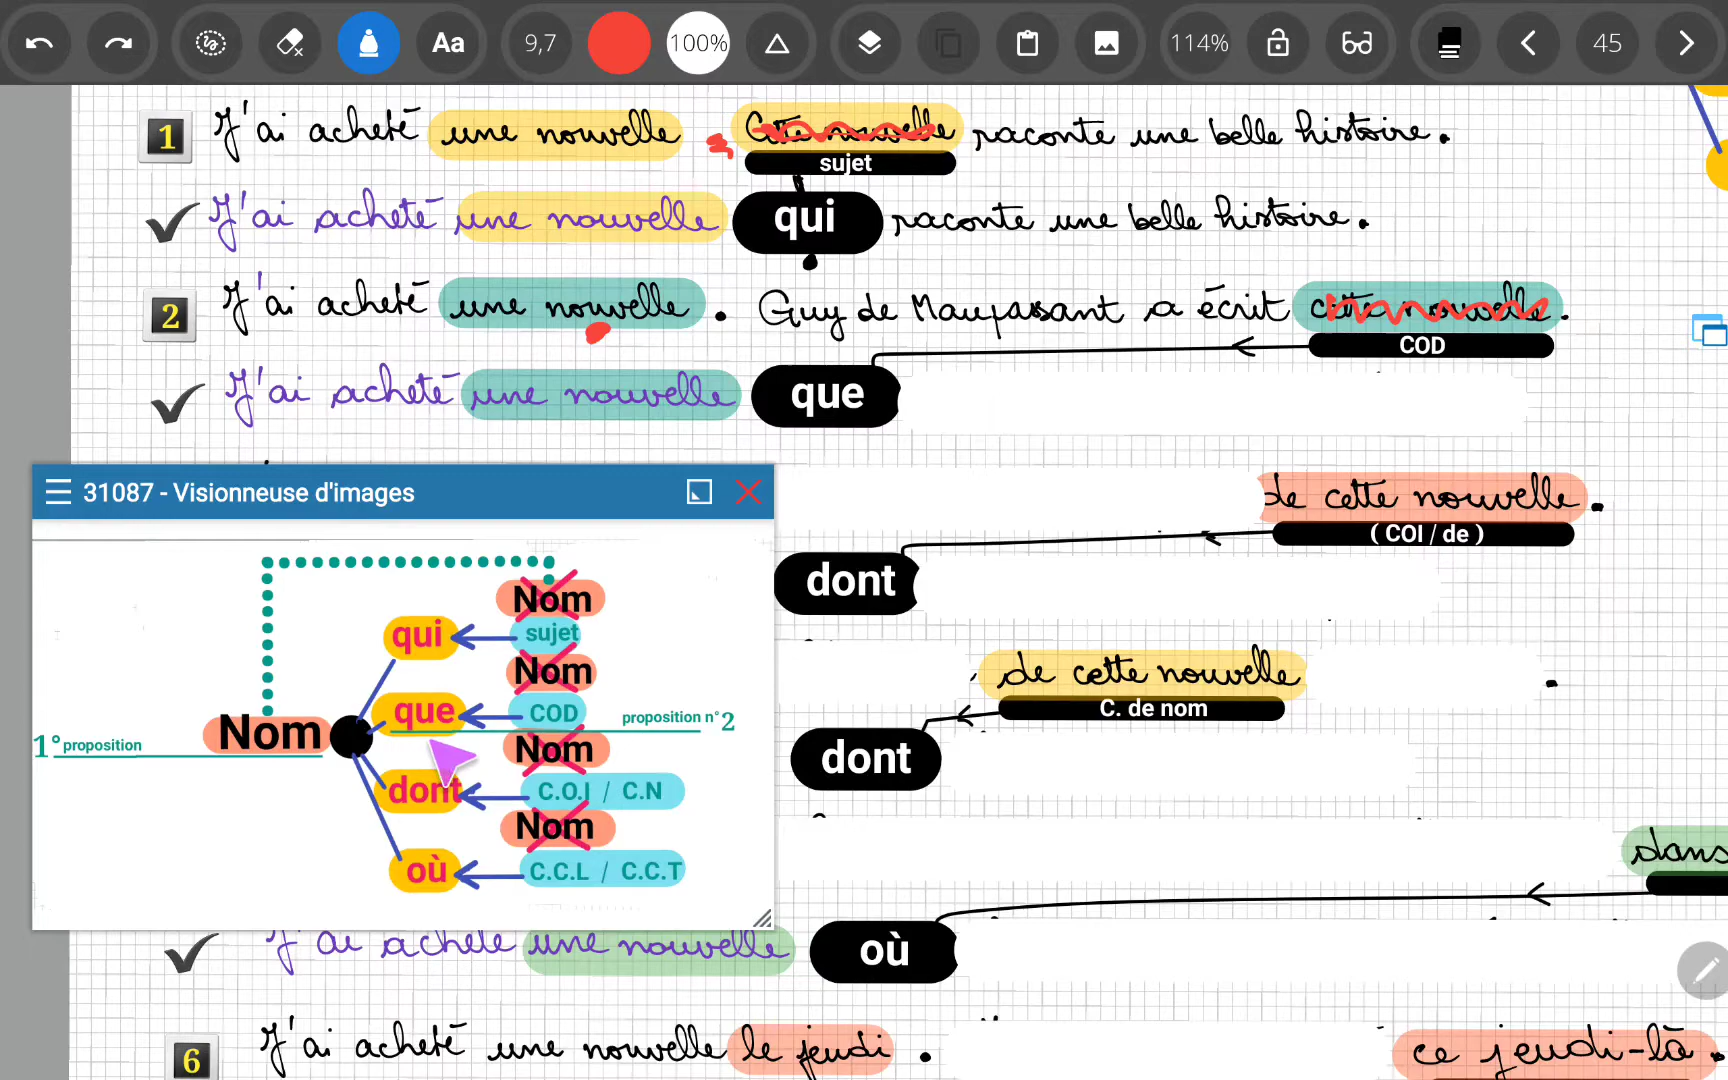 Aa 9,7 100% 114% 45
1 J'ai acheté une nouvelle Cette nouvelle raconte une belle histoire.
sujet
J'ai acheté une nouvelle qui raconte une belle histoire.
2 J'ai acheté une nouvelle. Guy de Maupassant a écrit cette nouvelle.
COD
J'ai acheté une nouvelle que
31087 - Visionneuse d'images
de cette nouvelle.
( COI / de )
dont
Nom
qui sujet
Nom
que COD
proposition n°2
Nom
1° proposition
Nom
dont C.O.I / C.N
Nom
où C.C.L / C.C.T
de cette nouvelle
C. de nom
dont
dans
J'ai acheté une nouvelle où
6 J'ai acheté une nouvelle le jeudi. ce jeudi-là.